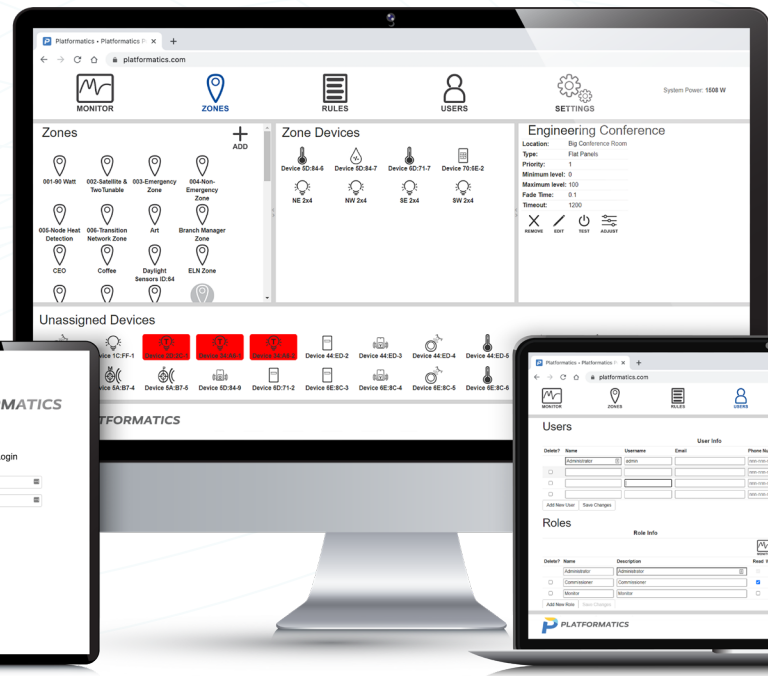 Platformatics • Platformatics P
platformatics.com
MONITOR
ZONES
RULES
USERS
SETTINGS
System Power: 1508 W
Zones
ADD
001-90 Watt
002-Satellite & TwoTunable
003-Emergency Zone
004-Non-Emergency Zone
005-Node Heat Detection
006-Transition Network Zone
Art
Branch Manager Zone
CEO
Coffee
Daylight Sensors ID:64
ELN Zone
Zone Devices
Device 5D:84-6
Device 5D:84-7
Device 6D:71-7
Device 70:5E-2
NE 2x4
NW 2x4
SE 2x4
SW 2x4
Engineering Conference
Location: Big Conference Room
Type: Flat Panels
Priority: 1
Minimum level: 0
Maximum level: 100
Fade Time: 0.1
Timeout: 1200
REMOVE
EDIT
TEST
ADJUST
Unassigned Devices
ice 1C:FF-1
Device 44:ED-2
Device 44:ED-3
Device 44:ED-4
Device 44:ED-5
ice 5A:B7-4
Device 5A:B7-5
Device 5D:84-9
Device 6D:71-2
Device 6E:8C-3
Device 6E:8C-4
Device 6E:8C-5
Device 6E:8C-6
TFORMATICS
MATICS
ogin
Platformatics • Platformatics P
platformatics.com
MONITOR
ZONES
RULES
USERS
Users
User Info
Delete? Name Username Email Phone Nu
Administrator admin
Add New User Save Changes
Roles
Role Info
Delete? Name Description Read
Administrator Administrator
Commissioner Commissioner
Monitor Monitor
Add New Role Save Changes
PLATFORMATICS